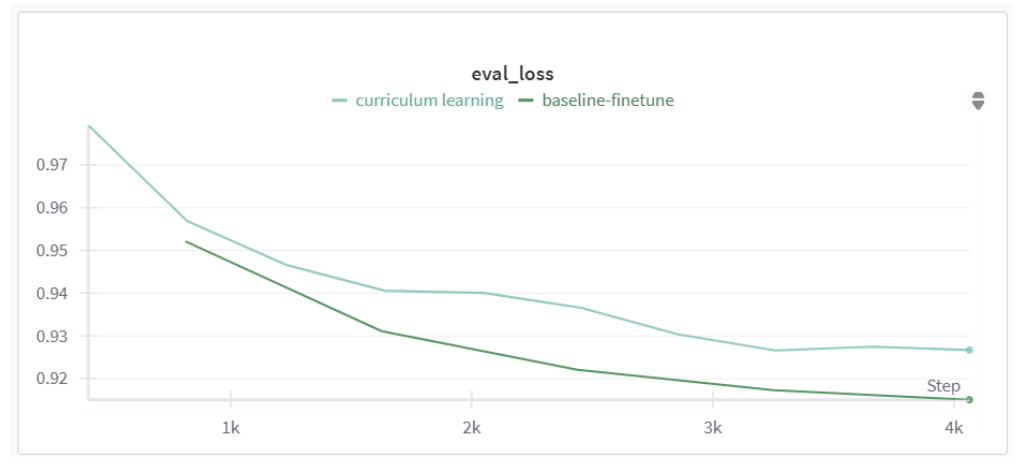 eval_loss
curriculum learning baseline-finetune
0.97
0.96
0.95
0.94
0.93
0.92
Step
1k 2k 3k 4k